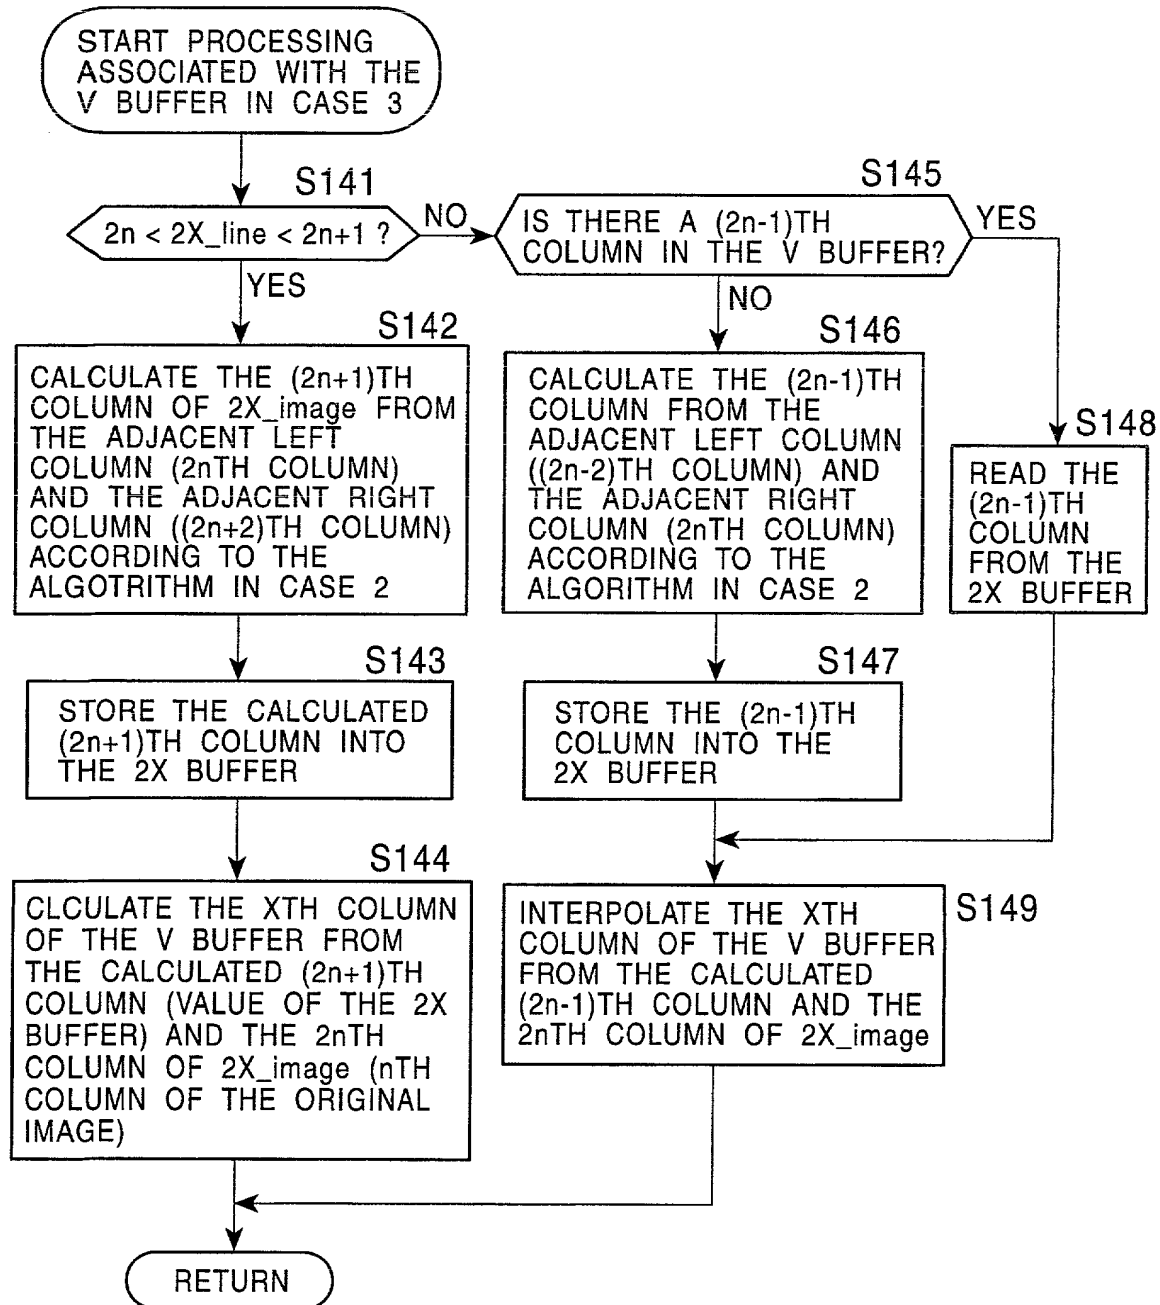 START PROCESSING
ASSOCIATED WITH THE
V BUFFER IN CASE 3
S141
2n < 2X_line < 2n+1 ?
NO
YES
S145
IS THERE A (2n-1)TH
COLUMN IN THE V BUFFER?
YES
NO
S142
CALCULATE THE (2n+1)TH
COLUMN OF 2X_image FROM
THE ADJACENT LEFT
COLUMN (2nTH COLUMN)
AND THE ADJACENT RIGHT
COLUMN ((2n+2)TH COLUMN)
ACCORDING TO THE
ALGOTRITHM IN CASE 2
S146
CALCULATE THE (2n-1)TH
COLUMN FROM THE
ADJACENT LEFT COLUMN
((2n-2)TH COLUMN) AND
THE ADJACENT RIGHT
COLUMN (2nTH COLUMN)
ACCORDING TO THE
ALGORITHM IN CASE 2
S148
READ THE
(2n-1)TH
COLUMN
FROM THE
2X BUFFER
S143
STORE THE CALCULATED
(2n+1)TH COLUMN INTO
THE 2X BUFFER
S147
STORE THE (2n-1)TH
COLUMN INTO THE
2X BUFFER
S144
CLCULATE THE XTH COLUMN
OF THE V BUFFER FROM
THE CALCULATED (2n+1)TH
COLUMN (VALUE OF THE 2X
BUFFER) AND THE 2nTH
COLUMN OF 2X_image (nTH
COLUMN OF THE ORIGINAL
IMAGE)
S149
INTERPOLATE THE XTH
COLUMN OF THE V BUFFER
FROM THE CALCULATED
(2n-1)TH COLUMN AND THE
2nTH COLUMN OF 2X_image
RETURN